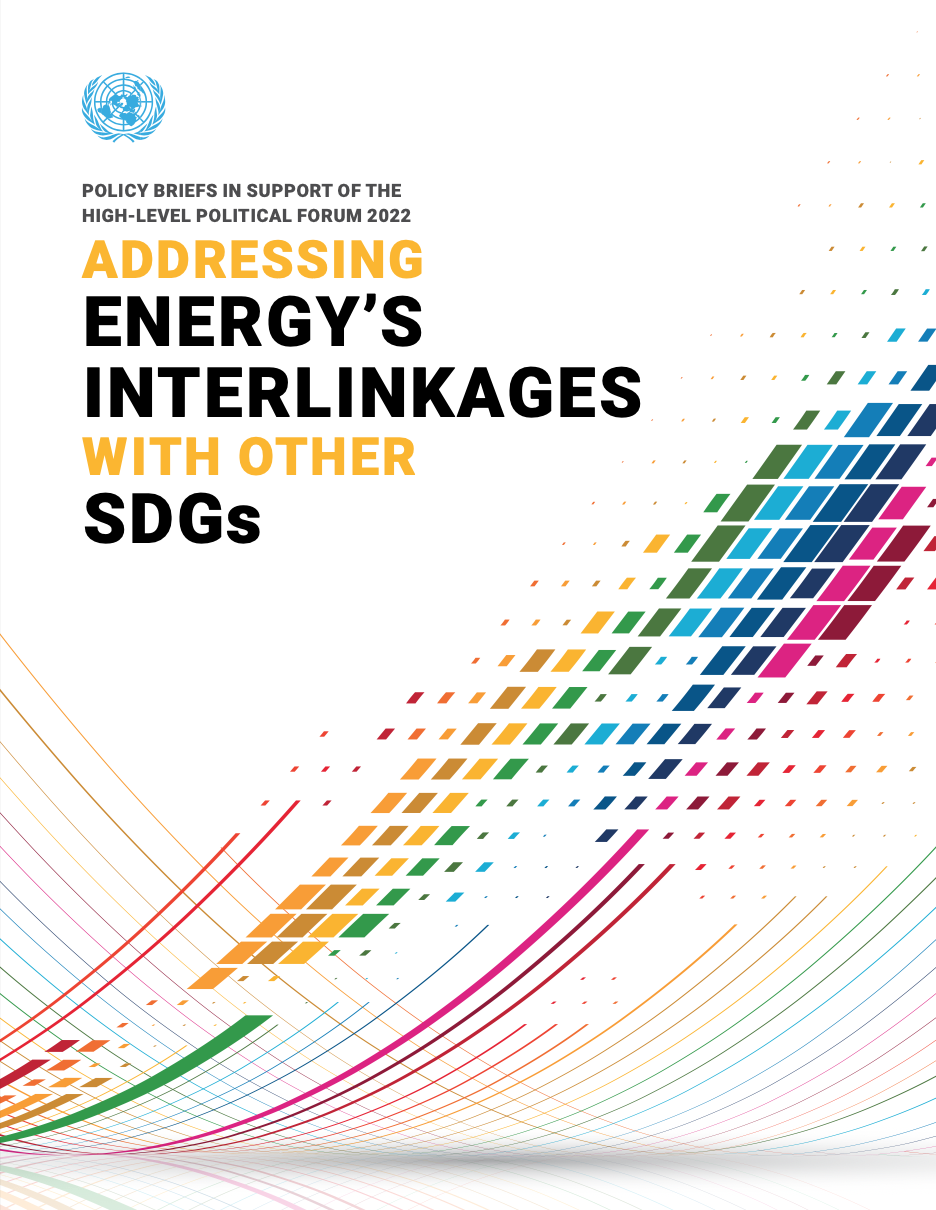 POLICY BRIEFS IN SUPPORT OF THE
HIGH-LEVEL POLITICAL FORUM 2022
ADDRESSING
ENERGY’S
INTERLINKAGES
WITH OTHER
SDGs